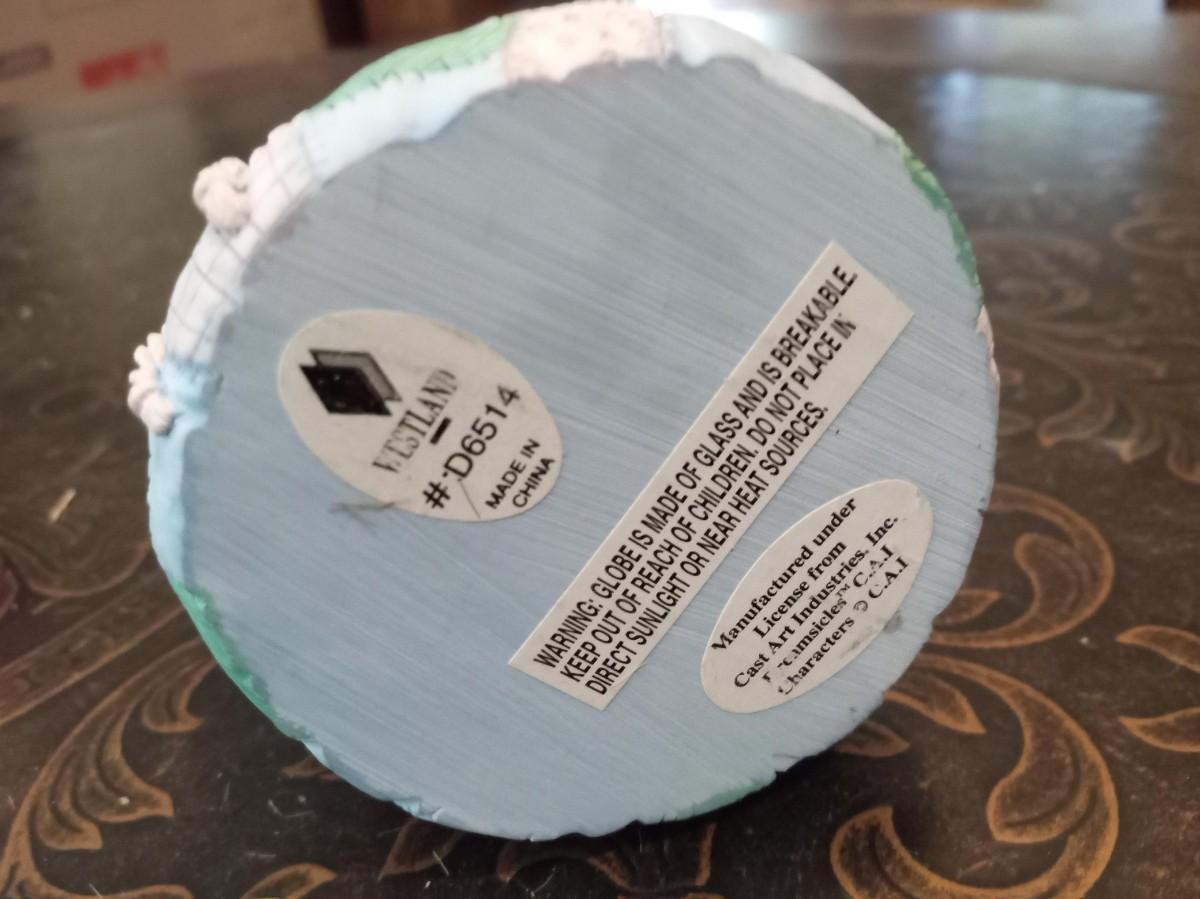 WESTLAND
#:D6514
MADE IN
CHINA
WARNING: GLOBE IS MADE OF GLASS AND IS BREAKABLE.
KEEP OUT OF REACH OF CHILDREN. DO NOT PLACE IN
DIRECT SUNLIGHT OR NEAR HEAT SOURCES.
Manufactured under
License from
Cast Art Industries, Inc.
Dreamsicles™ C.A.I
Characters © C.A.I